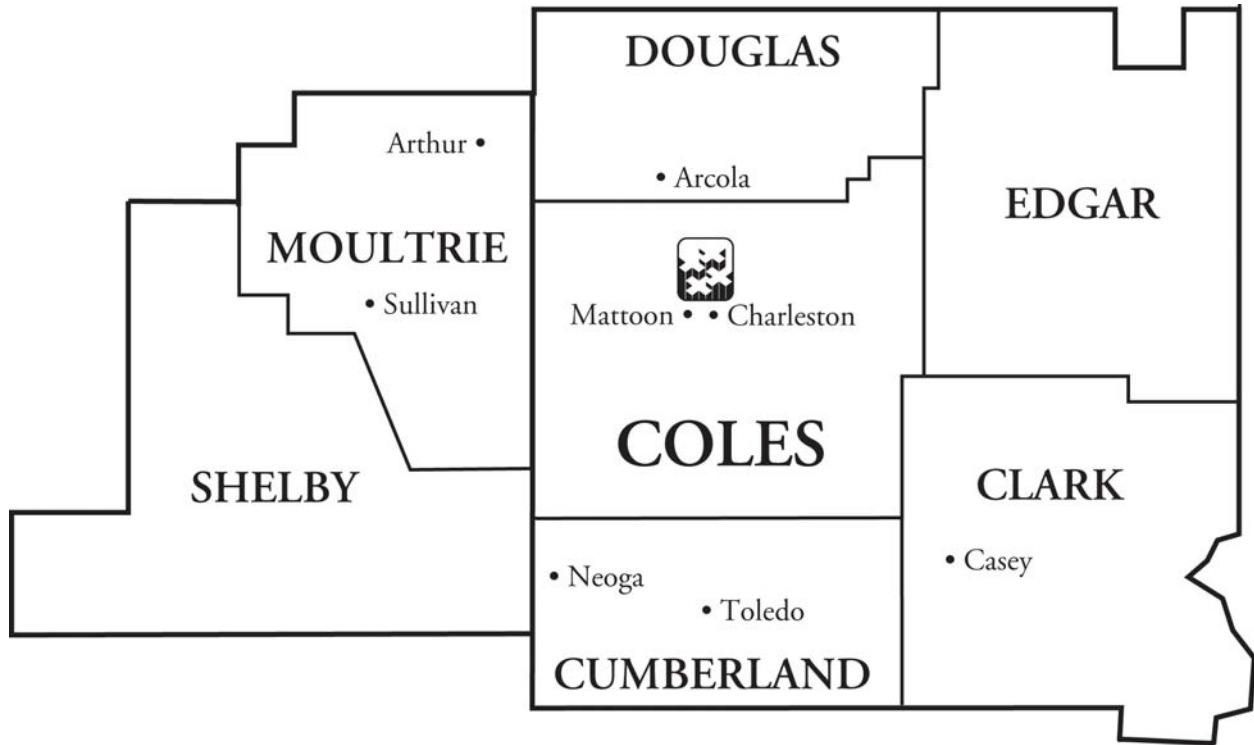 DOUGLAS
Arthur
Arcola
EDGAR
MOULTRIE
Sullivan
Mattoon
Charleston
COLES
SHELBY
CLARK
Casey
Neoga
Toledo
CUMBERLAND